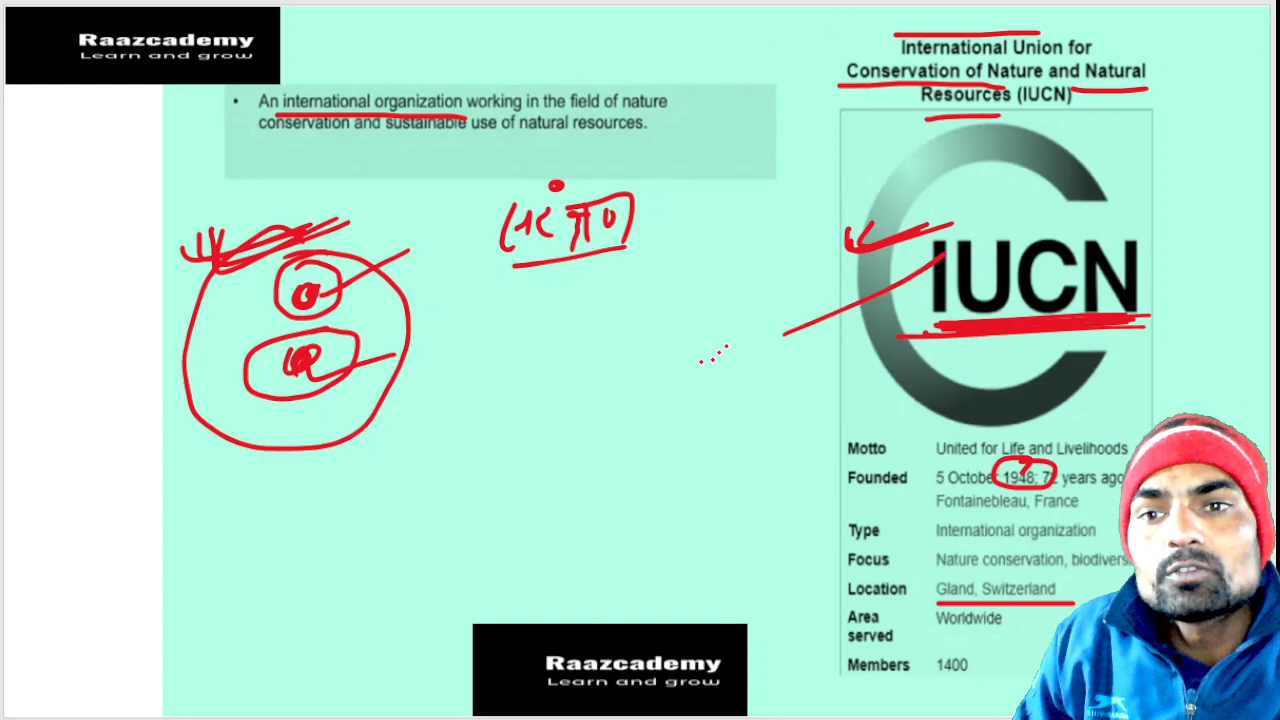 Raazcademy
Learn and grow
• An international organization working in the field of nature
conservation and sustainable use of natural resources.
International Union for
Conservation of Nature and Natural
Resources (IUCN)
IUCN
Motto United for Life and Livelihoods
Founded 5 October 1948; 72 years ago
Fontainebleau, France
Type International organization
Focus Nature conservation,
Location Gland, Switzerland
Area Worldwide
served
Members 1400
Raazcademy
Learn and grow